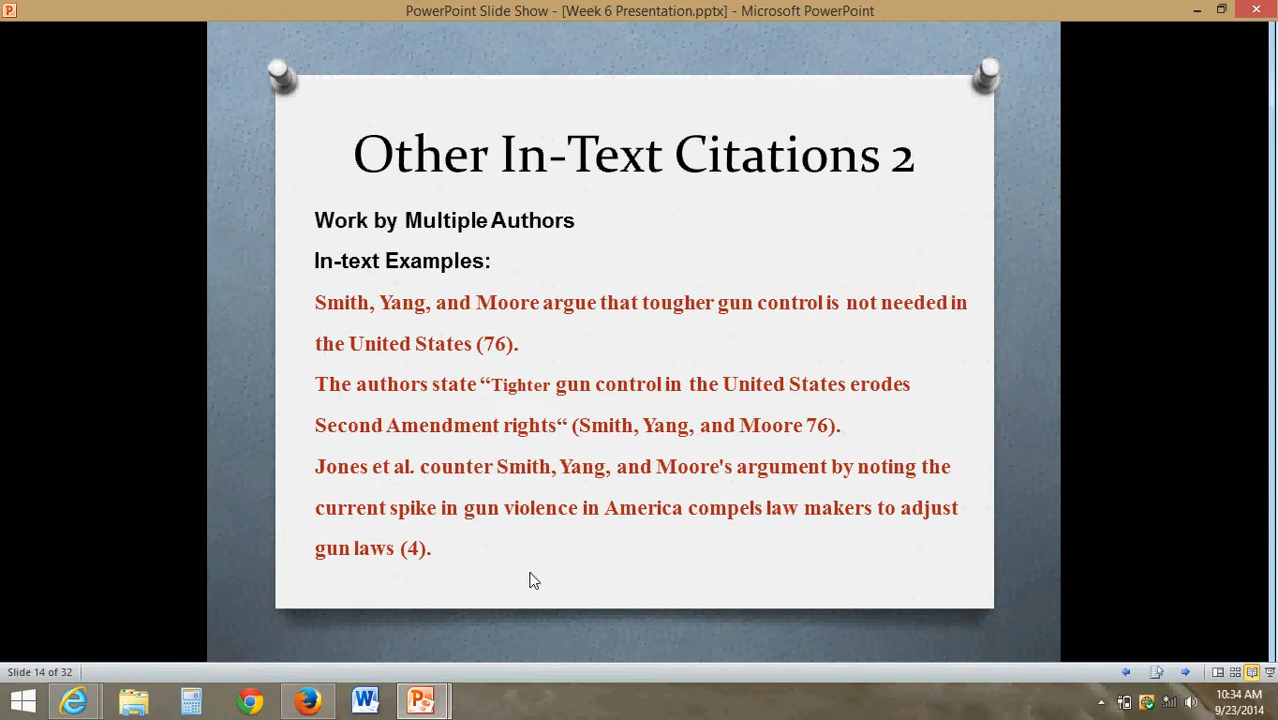 PowerPoint Slide Show - [Week 6 Presentation.pptx] - Microsoft PowerPoint
Other In-Text Citations 2
Work by Multiple Authors
In-text Examples:
Smith, Yang, and Moore argue that tougher gun control is not needed in
the United States (76).
The authors state “Tighter gun control in the United States erodes
Second Amendment rights“ (Smith, Yang, and Moore 76).
Jones et al. counter Smith, Yang, and Moore's argument by noting the
current spike in gun violence in America compels law makers to adjust
gun laws (4).
Slide 14 of 32
10:34 AM
9/23/2014